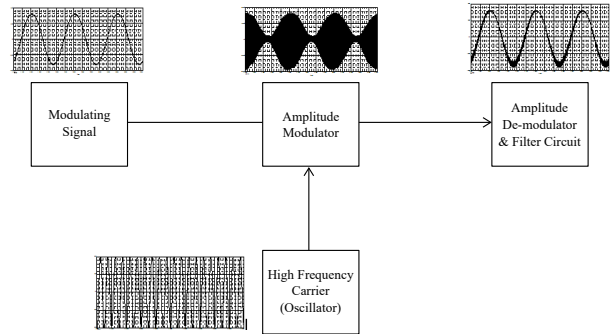 Modulating
Signal
Amplitude
Modulator
Amplitude
De-modulator
& Filter Circuit
High Frequency
Carrier
(Oscillator)